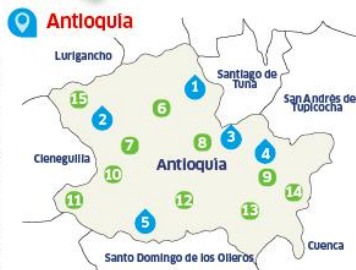 Antioquia
Lurigancho
Santiago de
Tuna
San Andrés de
Tupicocha
1
15
6
2
3
7
8
4
Cieneguilla
Antioquia
10
9
14
11
12
13
5
Cuenca
Santo Domingo de los Olleros